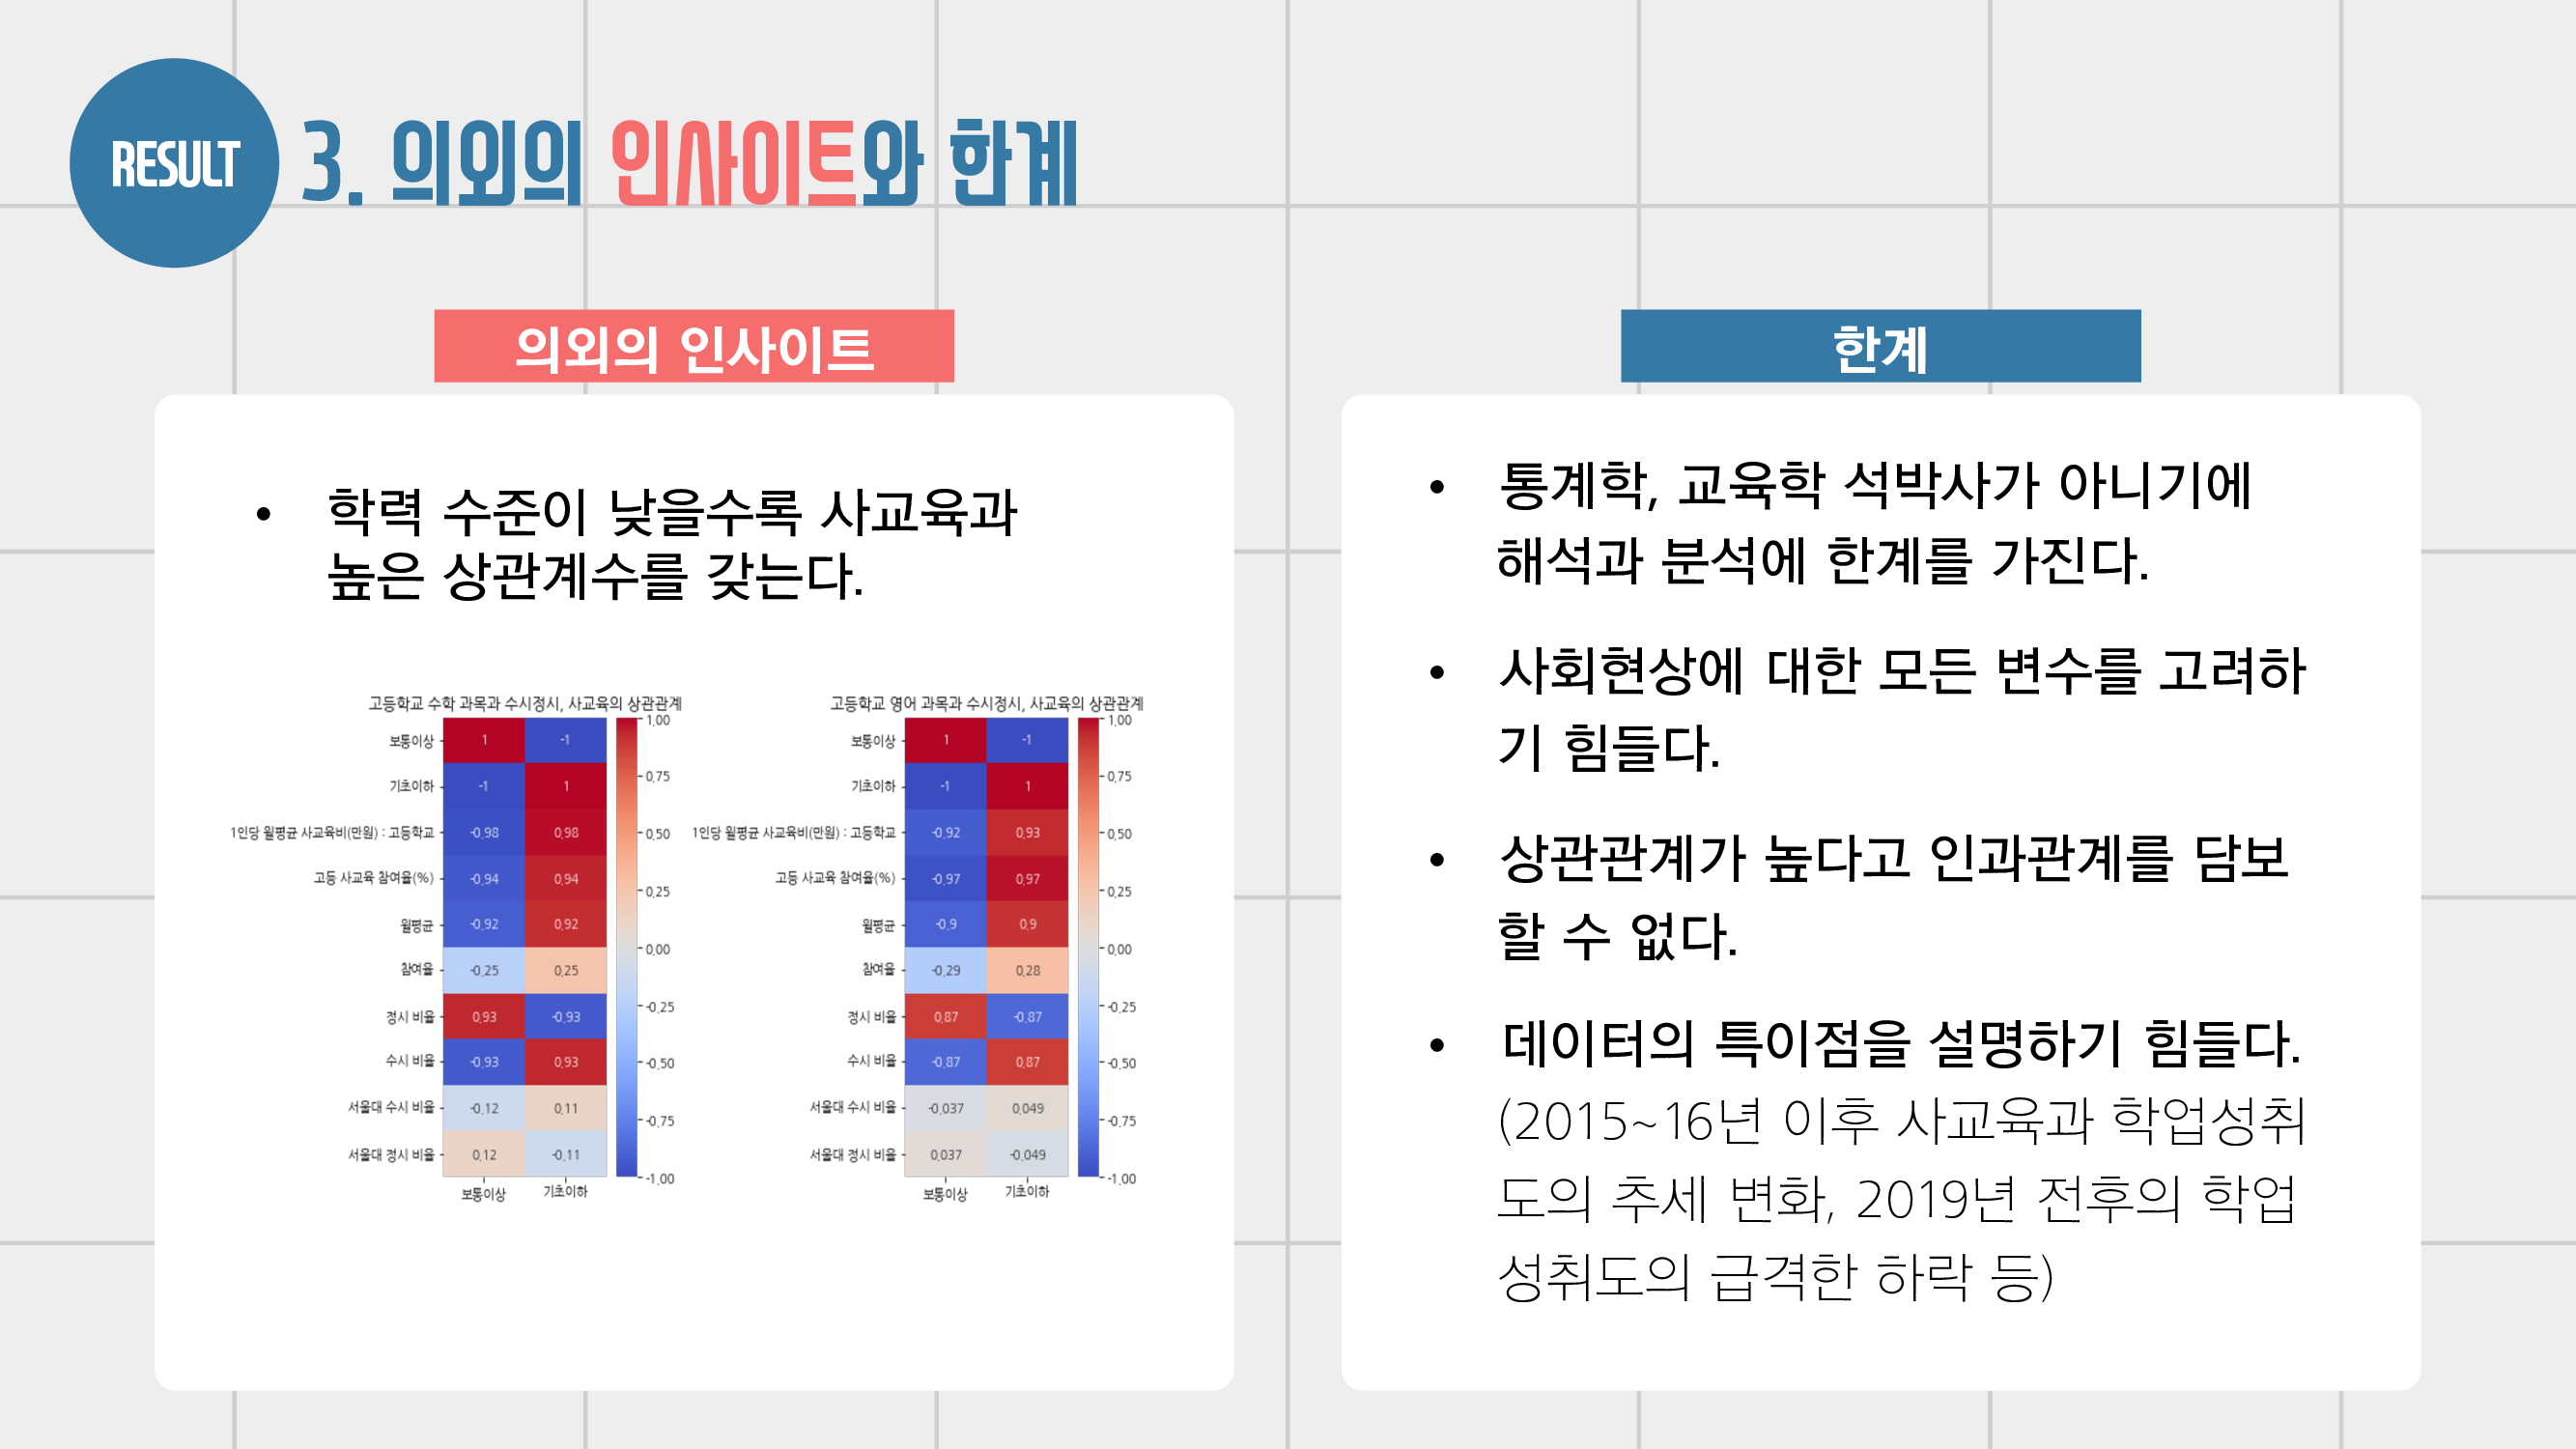 RESULT
3. 의외의 인사이트와 한계
의외의 인사이트
• 학력 수준이 낮을수록 사교육과
높은 상관계수를 갖는다.
고등학교 수학 과목과 수시정시, 사교육의 상관관계
보통이상 1 -1
기초이하 -1 1
1인당 월평균 사교육비(만원) : 고등학교 -0.98 0.98
고등 사교육 참여율(%) -0.94 0.94
월평균 -0.92 0.92
참여율 -0.25 0.25
정시 비율 0.93 -0.93
수시 비율 -0.93 0.93
서울대 수시 비율 -0.12 0.11
서울대 정시 비율 0.12 -0.11
보통이상 기초이하
1.00
0.75
0.50
0.25
0.00
-0.25
-0.50
-0.75
-1.00
고등학교 영어 과목과 수시정시, 사교육의 상관관계
보통이상 1 -1
기초이하 -1 1
1인당 월평균 사교육비(만원) : 고등학교 -0.92 0.93
고등 사교육 참여율(%) -0.97 0.97
월평균 -0.9 0.9
참여율 -0.29 0.28
정시 비율 0.87 -0.87
수시 비율 -0.87 0.87
서울대 수시 비율 -0.037 0.049
서울대 정시 비율 0.037 -0.049
보통이상 기초이하
1.00
0.75
0.50
0.25
0.00
-0.25
-0.50
-0.75
-1.00
한계
• 통계학, 교육학 석박사가 아니기에
해석과 분석에 한계를 가진다.
• 사회현상에 대한 모든 변수를 고려하
기 힘들다.
• 상관관계가 높다고 인과관계를 담보
할 수 없다.
• 데이터의 특이점을 설명하기 힘들다.
(2015~16년 이후 사교육과 학업성취
도의 추세 변화, 2019년 전후의 학업
성취도의 급격한 하락 등)